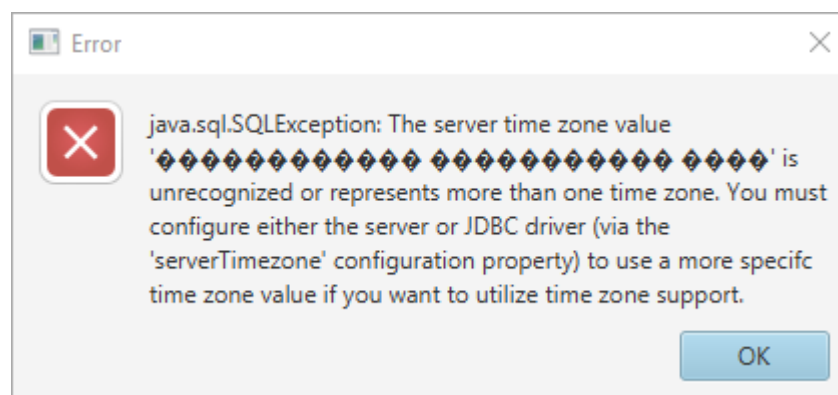 Error
java.sql.SQLException: The server time zone value
'������������� ������������ ����' is
unrecognized or represents more than one time zone. You must
configure either the server or JDBC driver (via the
'serverTimezone' configuration property) to use a more specifc
time zone value if you want to utilize time zone support.
OK